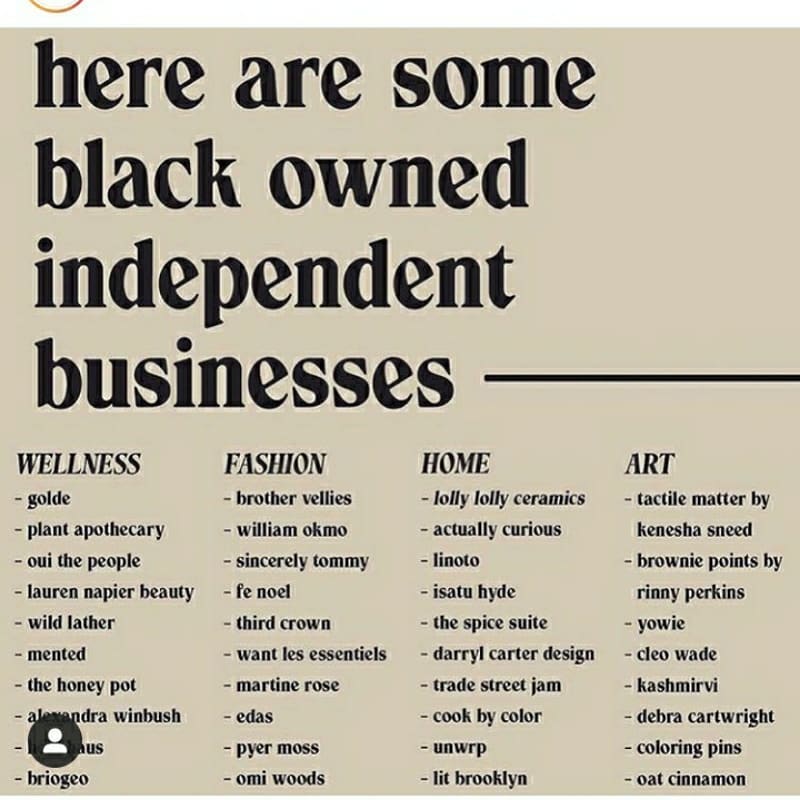 here are some
black owned
independent
businesses
WELLNESS
- golde
- plant apothecary
- oui the people
- lauren napier beauty
- wild lather
- mented
- the honey pot
- alexandra winbush
- briogeo
FASHION
- brother vellies
- william okmo
- sincerely tommy
- fe noel
- third crown
- want les essentiels
- martine rose
- edas
- pyer moss
- omi woods
HOME
- lolly lolly ceramics
- actually curious
- linoto
- isatu hyde
- the spice suite
- darryl carter design
- trade street jam
- cook by color
- unwrp
- lit brooklyn
ART
- tactile matter by
kenesha sneed
- brownie points by
rinny perkins
- yowie
- cleo wade
- kashmirvi
- debra cartwright
- coloring pins
- oat cinnamon